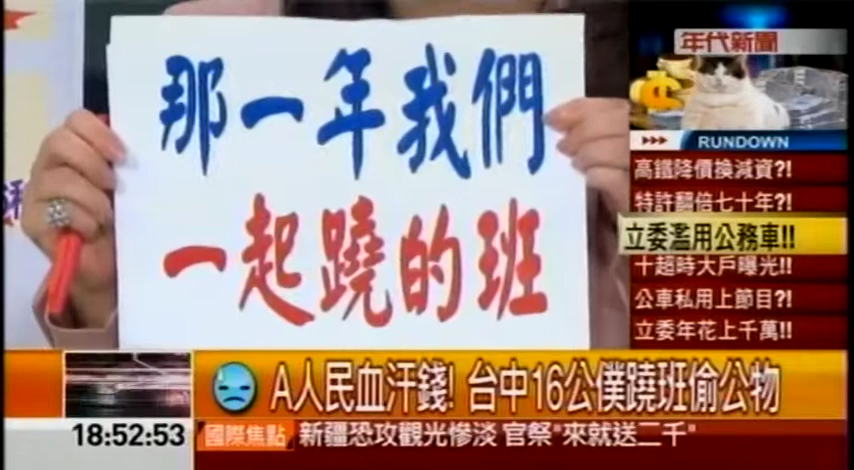 那一年我們
一起蹺的班
年代新聞
RUNDOWN
高鐵降價換減資?!
特許翻倍七十年?!
立委濫用公務車!!
十超時大戶曝光!!
公車私用上節目?!
立委年花上千萬!!
A人民血汗錢! 台中16公僕蹺班偷公物
18:52:53
國際焦點 新疆恐攻觀光慘淡 官祭"來就送二千"